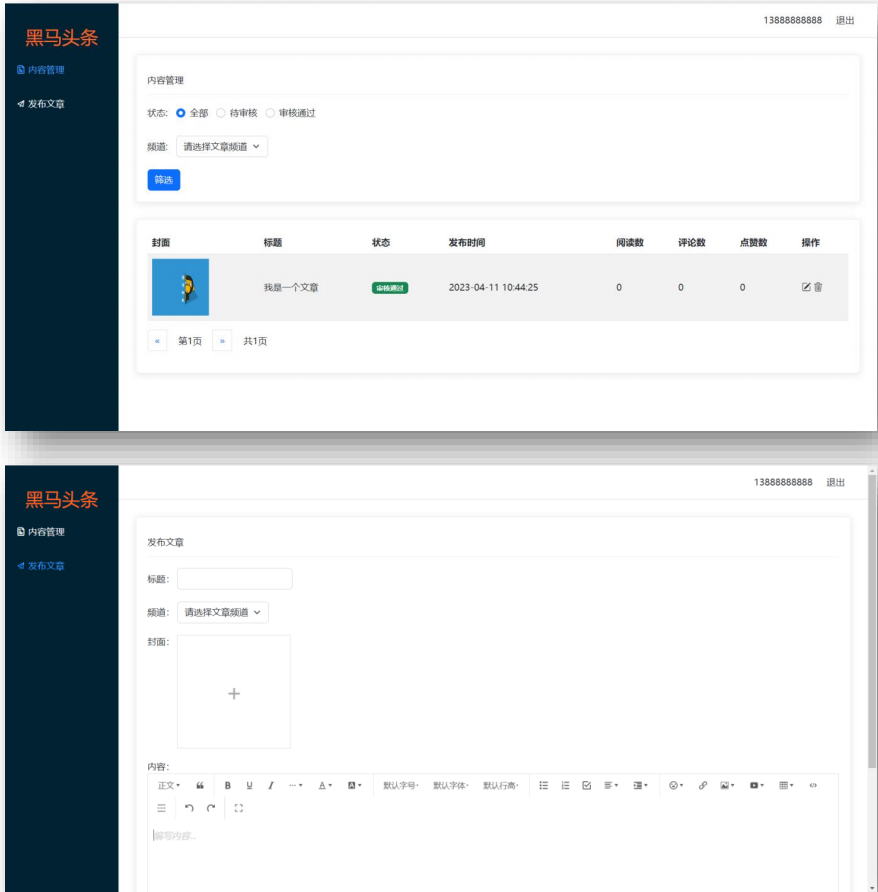 13888888888 退出
黑马头条
内容管理
发布文章
内容管理
状态: 全部 待审核 审核通过
频道: 请选择文章频道
筛选
封面 标题 状态 发布时间 阅读数 评论数 点赞数 操作
我是一个文章 审核通过 2023-04-11 10:44:25 0 0 0
« 第1页 » 共1页
13888888888 退出
黑马头条
内容管理
发布文章
发布文章
标题:
频道: 请选择文章频道
封面:
+
内容:
正文 B U I ... A A 默认字号 默认字体 默认行高
编写内容...